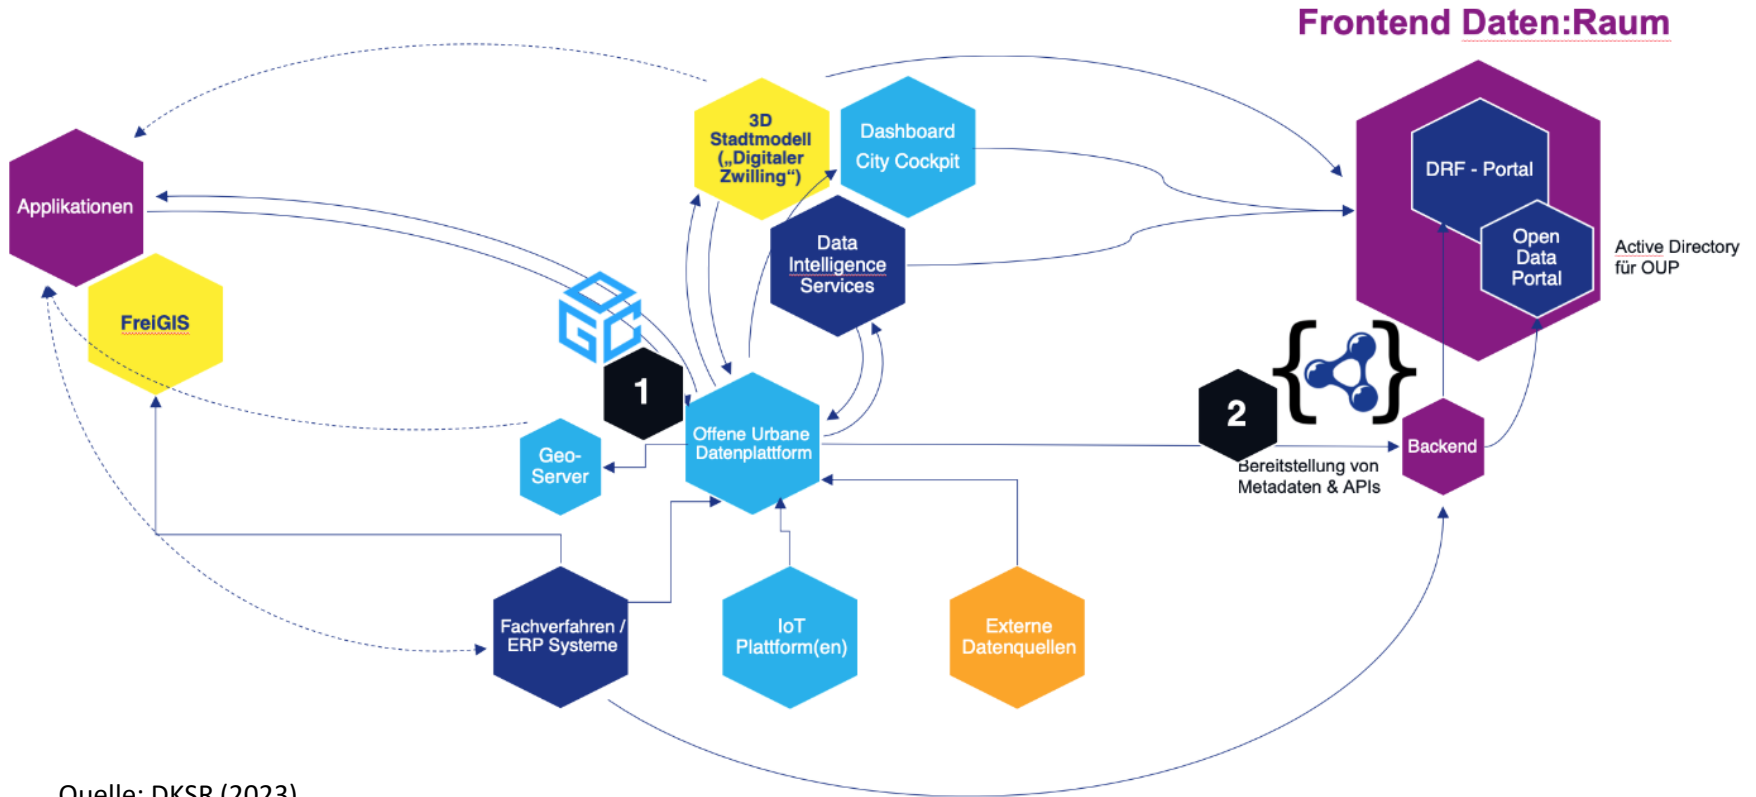 Frontend Daten:Raum
3D
Stadtmodell
(„Digitaler
Zwilling“)
Dashboard
City Cockpit
DRF - Portal
Applikationen
Open
Data
Portal
Active Directory
für OUP
Data
Intelligence
Services
FreiGIS
OGC
1
2
Offene Urbane
Datenplattform
Backend
Geo-
Server
Bereitstellung von
Metadaten & APIs
Fachverfahren /
ERP Systeme
IoT
Plattform(en)
Externe
Datenquellen
Quelle: DKSR (2023)